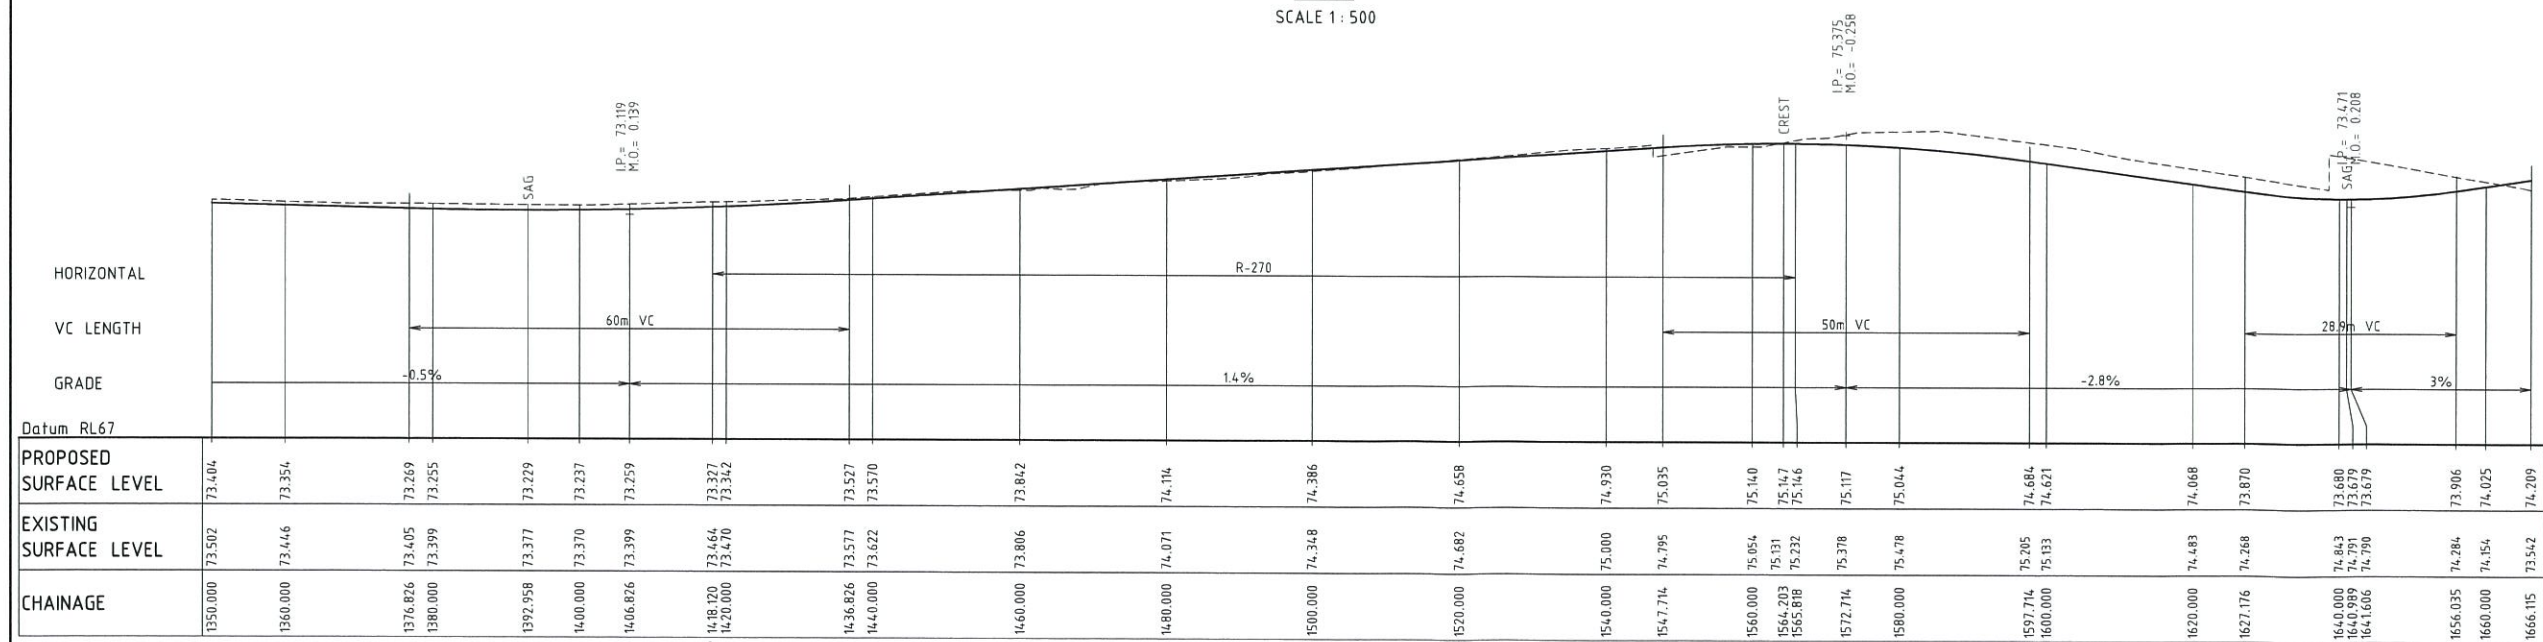 SCALE 1 : 500
I.P.= 75.375
M.O.= -0.258
I.P.= 73.119
M.O.= 0.139
CREST
SAG
SAG
I.P.= 73.471
M.O.= 0.208
HORIZONTAL R-270
VC LENGTH 60m VC 50m VC 28.9m VC
GRADE -0.5% 1.4% -2.8% 3%
Datum RL67
PROPOSED SURFACE LEVEL 73.404 73.354 73.269 73.255 73.229 73.237 73.259 73.327 73.342 73.527 73.570 73.842 74.114 74.386 74.658 74.930 75.035 75.140 75.147 75.146 75.117 75.044 74.684 74.621 74.068 73.870 73.680 73.679 73.679 73.906 74.025 74.209
EXISTING SURFACE LEVEL 73.502 73.446 73.405 73.399 73.377 73.370 73.399 73.464 73.470 73.577 73.622 73.806 74.071 74.348 74.682 75.000 74.795 75.054 75.131 75.232 75.378 75.478 75.205 75.133 74.483 74.268 74.843 74.791 74.790 74.284 74.154 73.542
CHAINAGE 1350.000 1360.000 1376.826 1380.000 1392.958 1400.000 1406.826 1418.120 1420.000 1436.826 1440.000 1460.000 1480.000 1500.000 1520.000 1540.000 1547.714 1560.000 1564.203 1565.818 1572.714 1580.000 1597.714 1600.000 1620.000 1627.176 1640.000 1640.989 1641.606 1656.035 1660.000 1666.115